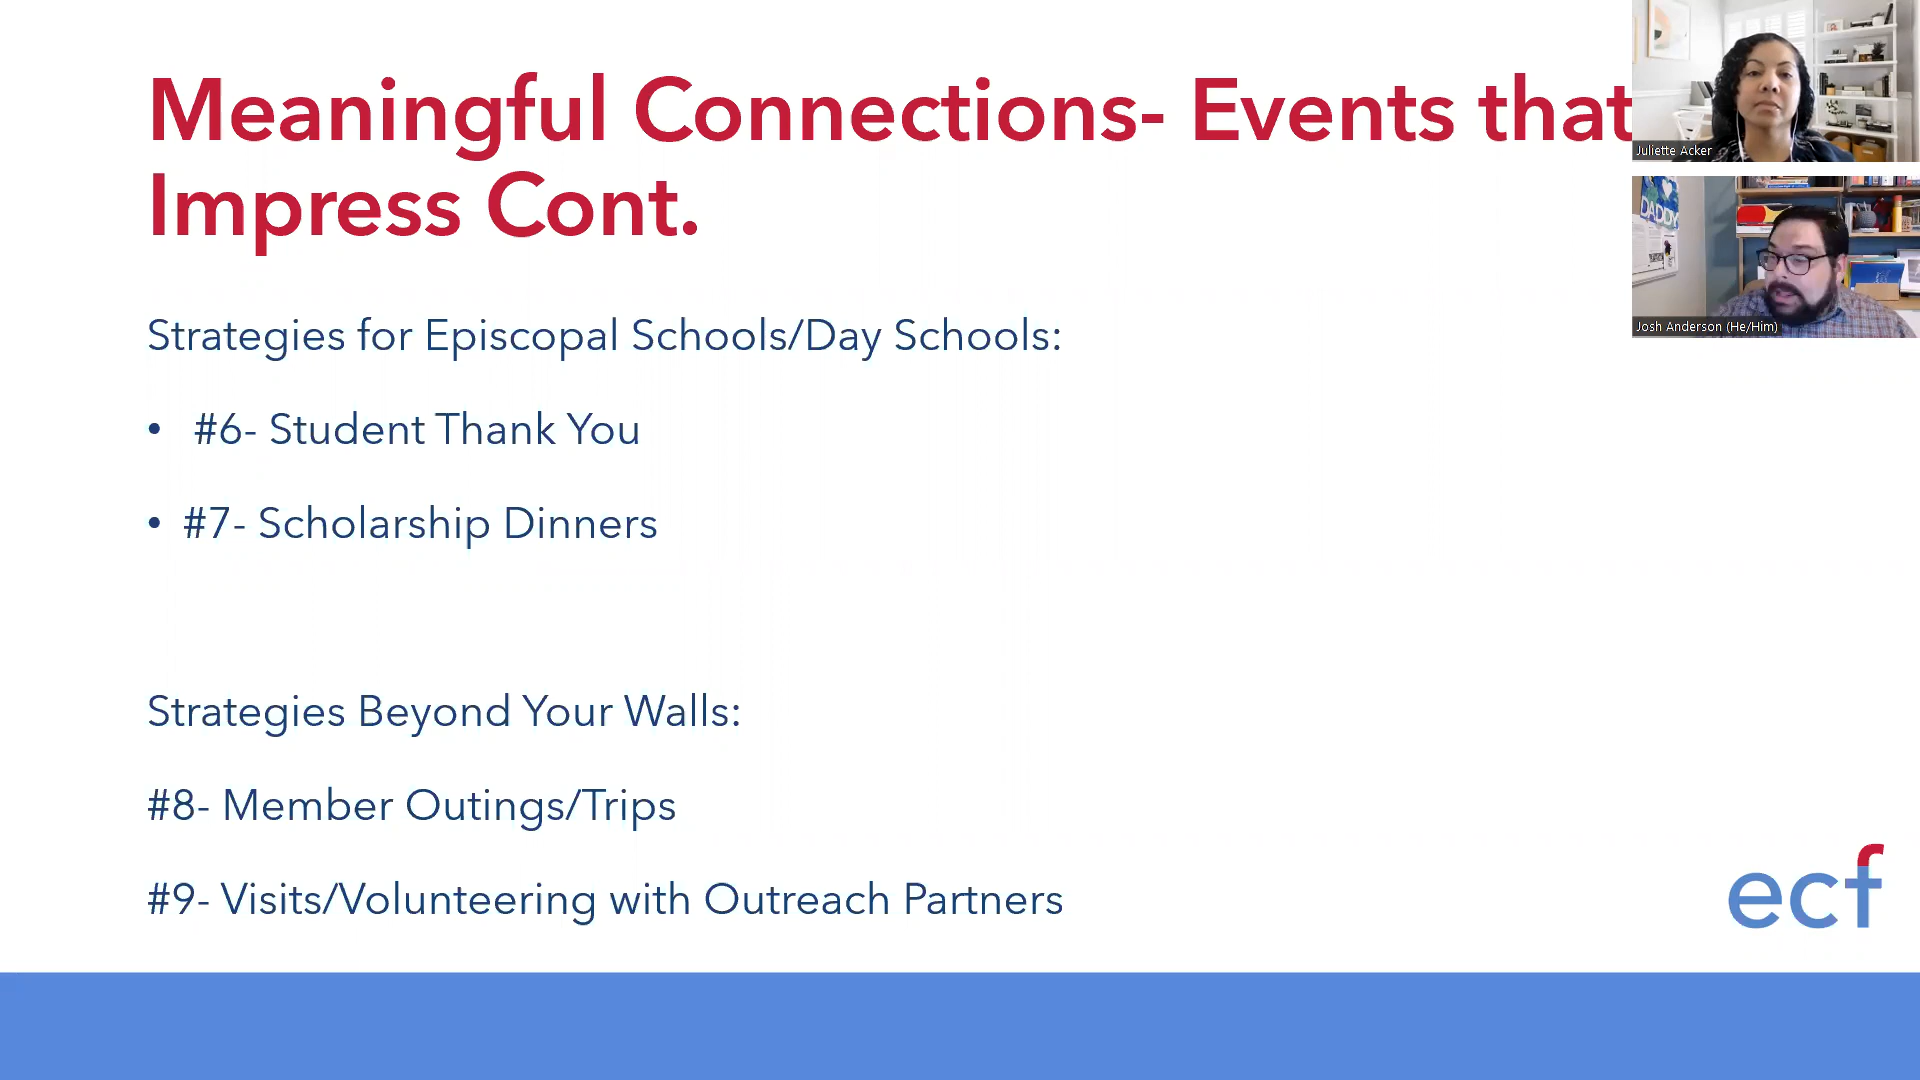 Meaningful Connections- Events that
Impress Cont.
Strategies for Episcopal Schools/Day Schools:
• #6- Student Thank You
• #7- Scholarship Dinners
Strategies Beyond Your Walls:
#8- Member Outings/Trips
#9- Visits/Volunteering with Outreach Partners
ecf
Juliette Acker
DADDY
Josh Anderson (He/Him)